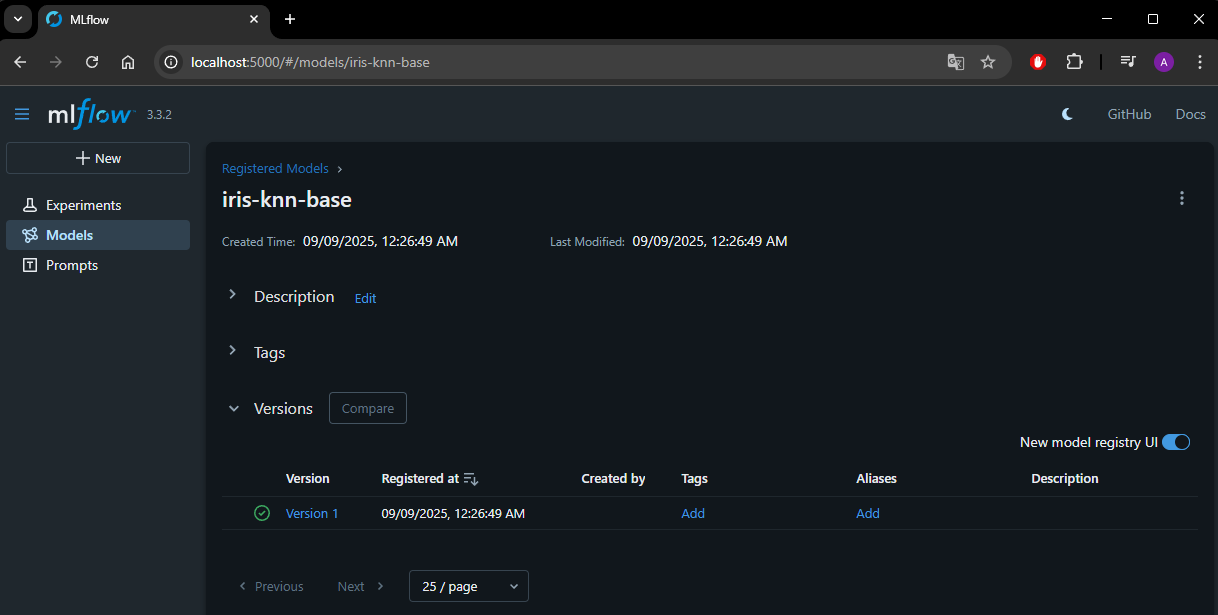 MLflow
localhost:5000/#/models/iris-knn-base
A
mlflow 3.3.2
GitHub
Docs
New
Experiments
Models
Prompts
Registered Models
iris-knn-base
Created Time: 09/09/2025, 12:26:49 AM
Last Modified: 09/09/2025, 12:26:49 AM
Description Edit
Tags
Versions Compare
New model registry UI
Version Registered at Created by Tags Aliases Description
Version 1 09/09/2025, 12:26:49 AM Add Add
Previous Next 25 / page